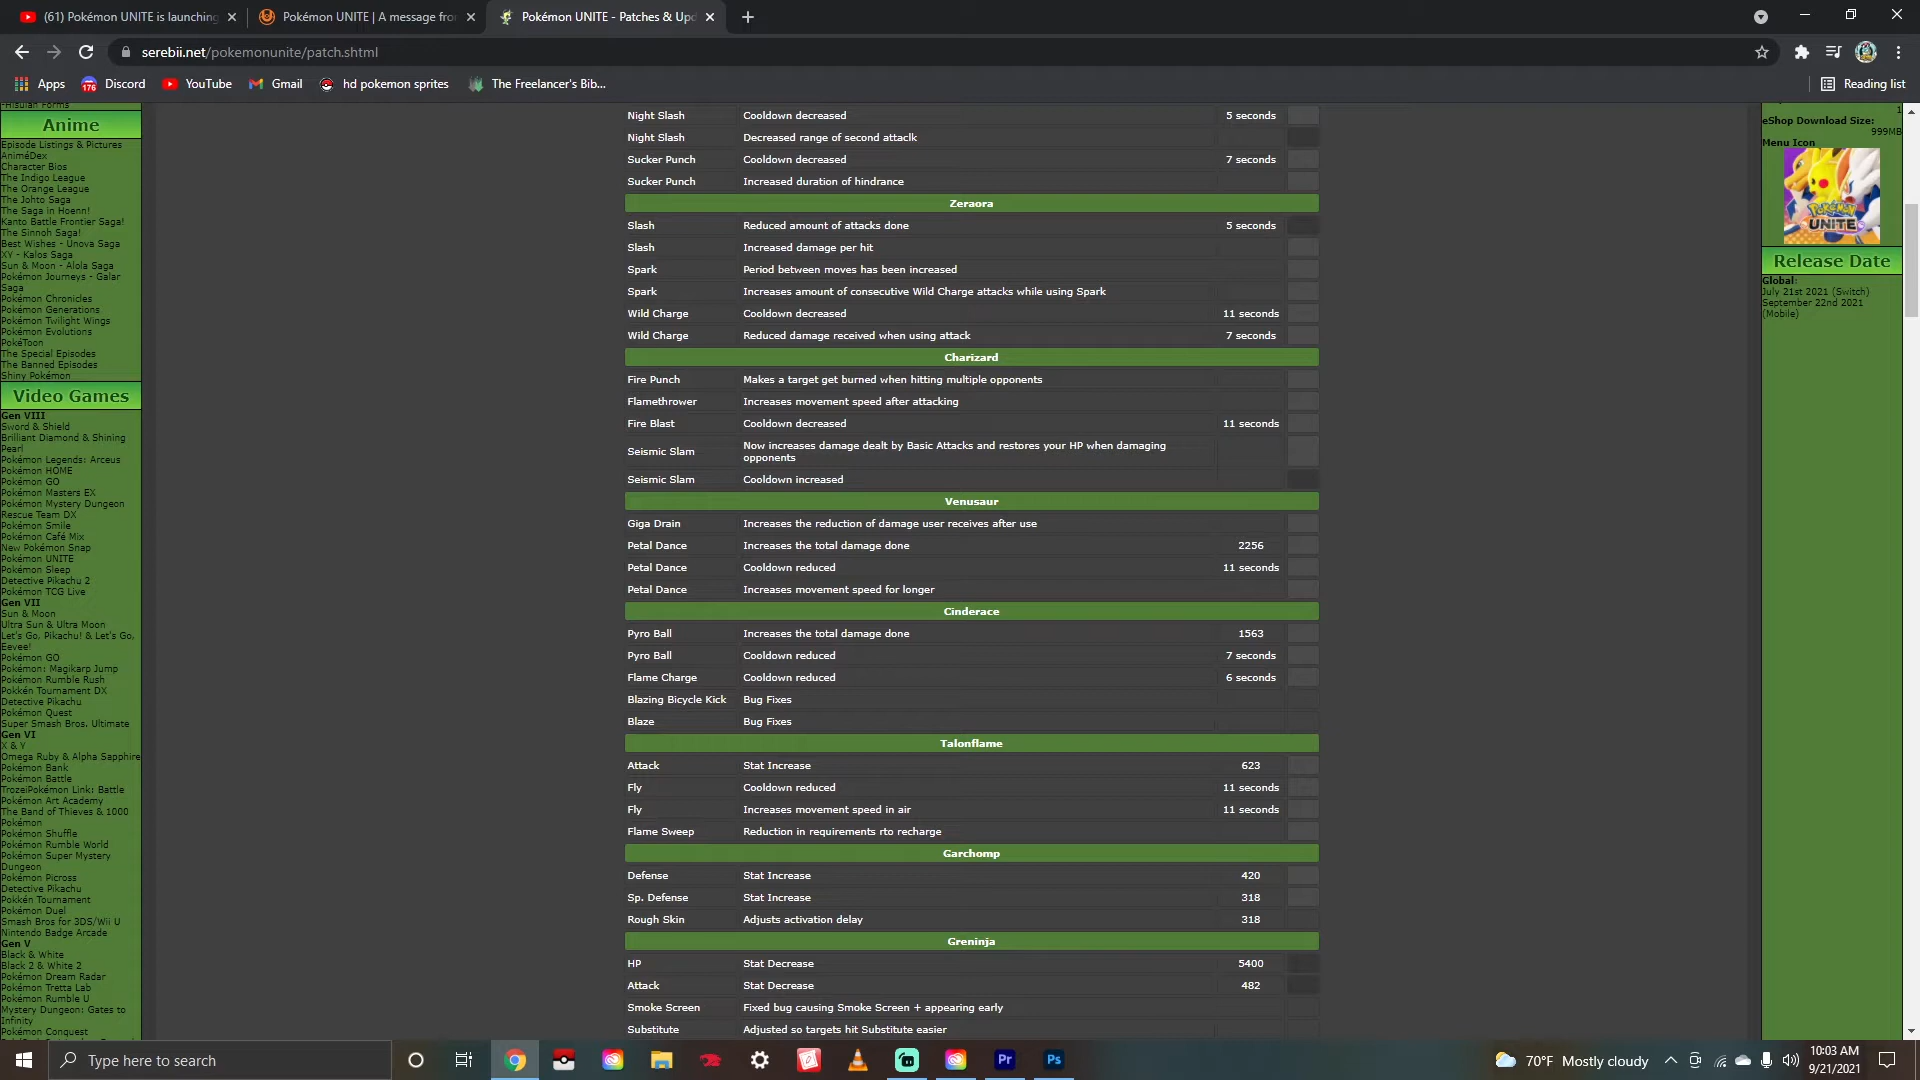 (61) Pokémon UNITE is launching
Pokémon UNITE | A message fro
Pokémon UNITE - Patches & Upd
serebii.net/pokemonunite/patch.shtml
Apps
176
Discord
YouTube
Gmail
hd pokemon sprites
The Freelancer's Bib...
Reading list
-Hisuian Forms
Anime
Episode Listings & Pictures
AniméDex
Character Bios
The Indigo League
The Orange League
The Johto Saga
The Saga in Hoenn!
Kanto Battle Frontier Saga!
The Sinnoh Saga!
Best Wishes - Unova Saga
XY - Kalos Saga
Sun & Moon - Alola Saga
Pokémon Journeys - Galar
Saga
Pokémon Chronicles
Pokémon Generations
Pokémon Twilight Wings
Pokémon Evolutions
PokéToon
The Special Episodes
The Banned Episodes
Shiny Pokémon
Video Games
Gen VIII
Sword & Shield
Brilliant Diamond & Shining
Pearl
Pokémon Legends: Arceus
Pokémon HOME
Pokémon GO
Pokémon Masters EX
Pokémon Mystery Dungeon
Rescue Team DX
Pokémon Smile
Pokémon Café Mix
New Pokémon Snap
Pokémon UNITE
Pokémon Sleep
Detective Pikachu 2
Pokémon TCG Live
Gen VII
Sun & Moon
Ultra Sun & Ultra Moon
Let's Go, Pikachu! & Let's Go,
Eevee!
Pokémon GO
Pokémon: Magikarp Jump
Pokémon Rumble Rush
Pokkén Tournament DX
Detective Pikachu
Pokémon Quest
Super Smash Bros. Ultimate
Gen VI
X & Y
Omega Ruby & Alpha Sapphire
Pokémon Bank
Pokémon Battle
TrozeiPokémon Link: Battle
Pokémon Art Academy
The Band of Thieves & 1000
Pokémon
Pokémon Shuffle
Pokémon Rumble World
Pokémon Super Mystery
Dungeon
Pokémon Picross
Detective Pikachu
Pokkén Tournament
Pokémon Duel
Smash Bros for 3DS/Wii U
Nintendo Badge Arcade
Gen V
Black & White
Black 2 & White 2
Pokémon Dream Radar
Pokémon Tretta Lab
Pokémon Rumble U
Mystery Dungeon: Gates to
Infinity
Pokémon Conquest
Night Slash Cooldown decreased 5 seconds
Night Slash Decreased range of second attaclk
Sucker Punch Cooldown decreased 7 seconds
Sucker Punch Increased duration of hindrance
Zeraora
Slash Reduced amount of attacks done 5 seconds
Slash Increased damage per hit
Spark Period between moves has been increased
Spark Increases amount of consecutive Wild Charge attacks while using Spark
Wild Charge Cooldown decreased 11 seconds
Wild Charge Reduced damage received when using attack 7 seconds
Charizard
Fire Punch Makes a target get burned when hitting multiple opponents
Flamethrower Increases movement speed after attacking
Fire Blast Cooldown decreased 11 seconds
Seismic Slam Now increases damage dealt by Basic Attacks and restores your HP when damaging
opponents
Seismic Slam Cooldown increased
Venusaur
Giga Drain Increases the reduction of damage user receives after use
Petal Dance Increases the total damage done 2256
Petal Dance Cooldown reduced 11 seconds
Petal Dance Increases movement speed for longer
Cinderace
Pyro Ball Increases the total damage done 1563
Pyro Ball Cooldown reduced 7 seconds
Flame Charge Cooldown reduced 6 seconds
Blazing Bicycle Kick Bug Fixes
Blaze Bug Fixes
Talonflame
Attack Stat Increase 623
Fly Cooldown reduced 11 seconds
Fly Increases movement speed in air 11 seconds
Flame Sweep Reduction in requirements rto recharge
Garchomp
Defense Stat Increase 420
Sp. Defense Stat Increase 318
Rough Skin Adjusts activation delay 318
Greninja
HP Stat Decrease 5400
Attack Stat Decrease 482
Smoke Screen Fixed bug causing Smoke Screen + appearing early
Substitute Adjusted so targets hit Substitute easier
1
eShop Download Size:
999MB
Menu Icon
POKÉMON
UNITE
Release Date
Global:
July 21st 2021 (Switch)
September 22nd 2021
(Mobile)
Type here to search
Pr
Ps
70°F Mostly cloudy
10:03 AM
9/21/2021